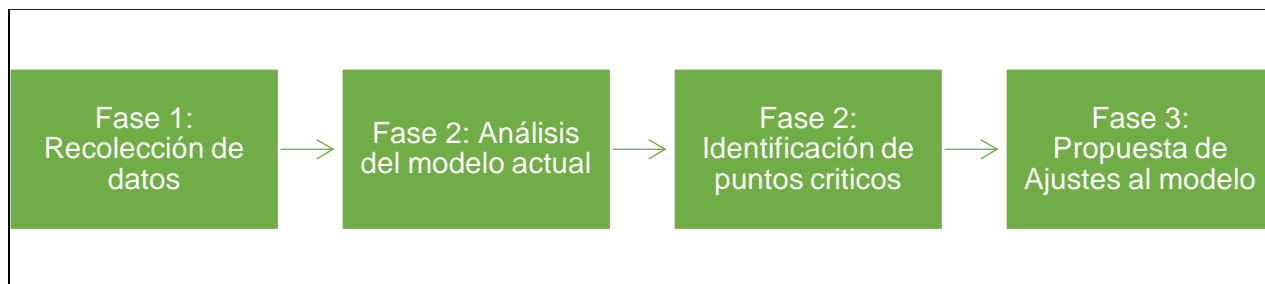 Fase 1:
Recolección de
datos
Fase 2: Análisis
del modelo actual
Fase 2:
Identificación de
puntos criticos
Fase 3:
Propuesta de
Ajustes al modelo